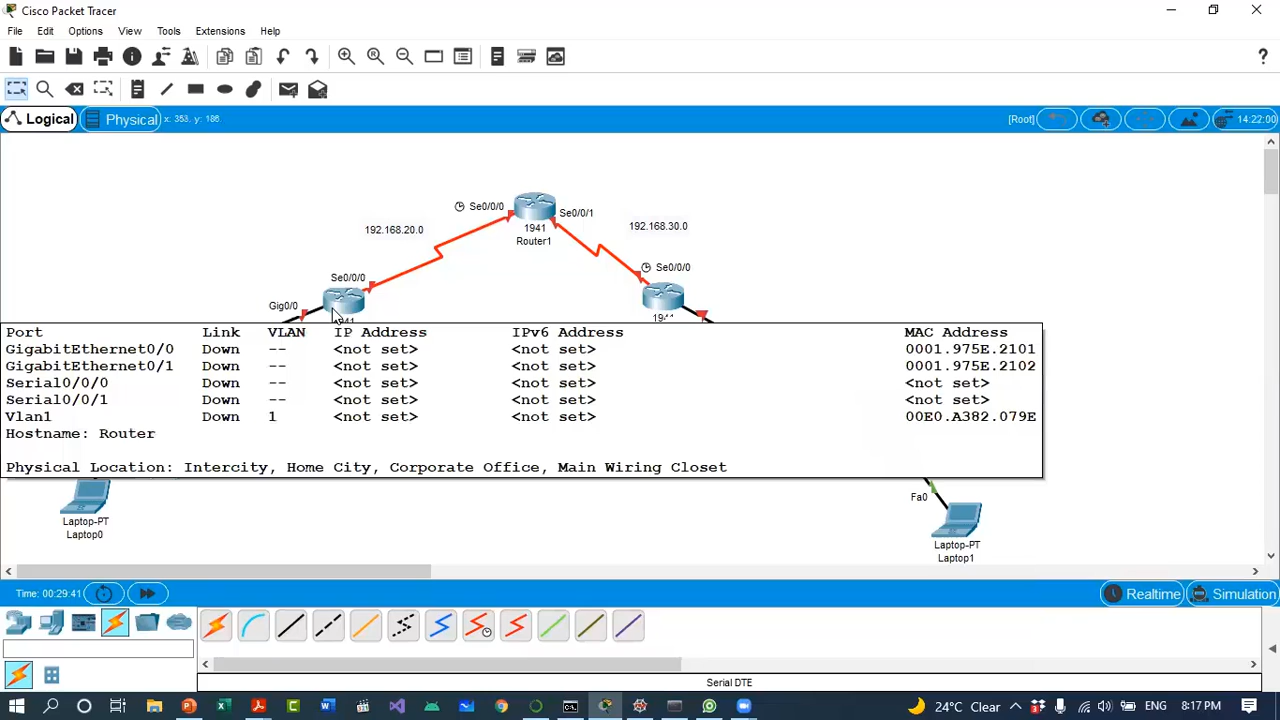 Cisco Packet Tracer
File Edit Options View Tools Extensions Help
Logical Physical x: 353, y: 186 [Root] 14:22:00
Se0/0/0 Se0/0/1
192.168.20.0 192.168.30.0
1941
Router1
Se0/0/0 Se0/0/0
Gig0/0
Port Link VLAN IP Address IPv6 Address MAC Address
GigabitEthernet0/0 Down -- <not set> <not set> 0001.975E.2101
GigabitEthernet0/1 Down -- <not set> <not set> 0001.975E.2102
Serial0/0/0 Down -- <not set> <not set> <not set>
Serial0/0/1 Down -- <not set> <not set> <not set>
Vlan1 Down 1 <not set> <not set> 00E0.A382.079E
Hostname: Router
Physical Location: Intercity, Home City, Corporate Office, Main Wiring Closet
Fa0
Laptop-PT
Laptop0
Laptop-PT
Laptop1
Time: 00:29:41 Realtime Simulation
Serial DTE
24°C Clear ENG 8:17 PM